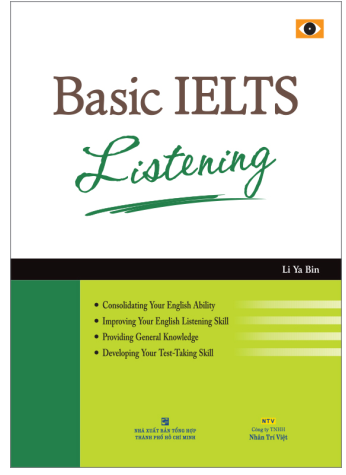 Basic IELTS
Listening
Li Ya Bin
• Consolidating Your English Ability
• Improving Your English Listening Skill
• Providing General Knowledge
• Developing Your Test-Taking Skill
NHÀ XUẤT BẢN TỔNG HỢP
THÀNH PHỐ HỒ CHÍ MINH
NTV
Công ty TNHH
Nhân Trí Việt